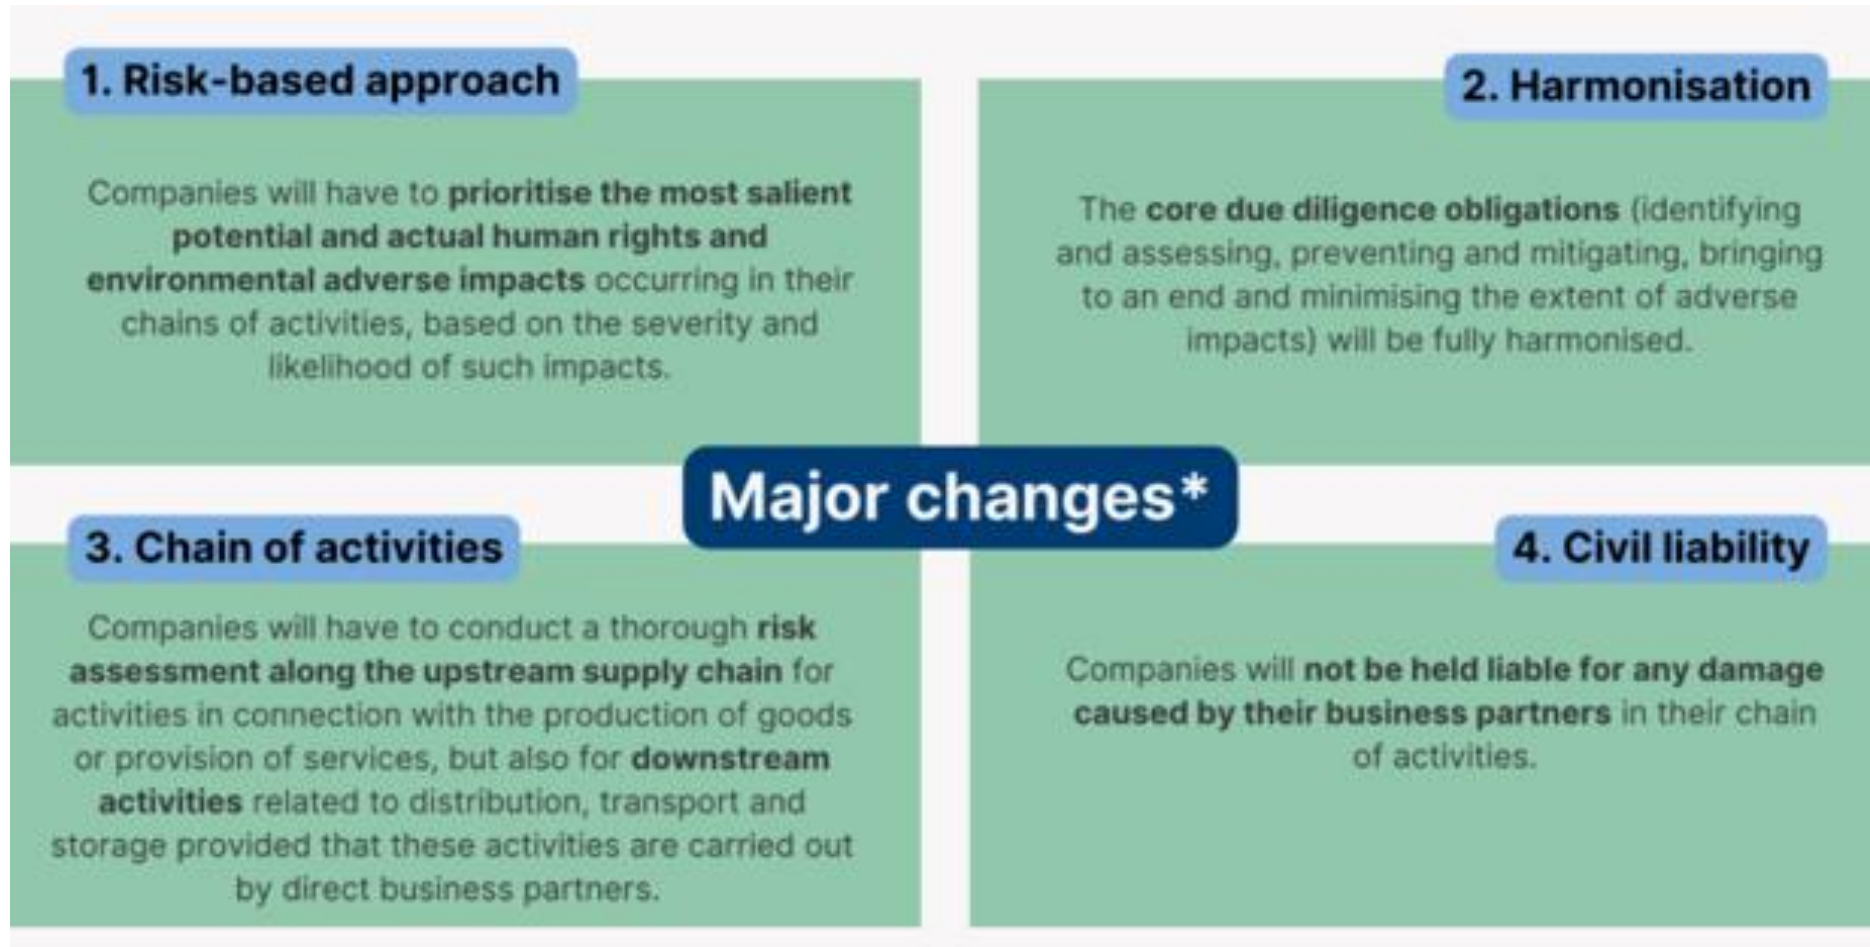 1. Risk-based approach
Companies will have to prioritise the most salient
potential and actual human rights and
environmental adverse impacts occurring in their
chains of activities, based on the severity and
likelihood of such impacts.
2. Harmonisation
The core due diligence obligations (identifying
and assessing, preventing and mitigating, bringing
to an end and minimising the extent of adverse
impacts) will be fully harmonised.
Major changes*
3. Chain of activities
Companies will have to conduct a thorough risk
assessment along the upstream supply chain for
activities in connection with the production of goods
or provision of services, but also for downstream
activities related to distribution, transport and
storage provided that these activities are carried out
by direct business partners.
4. Civil liability
Companies will not be held liable for any damage
caused by their business partners in their chain
of activities.